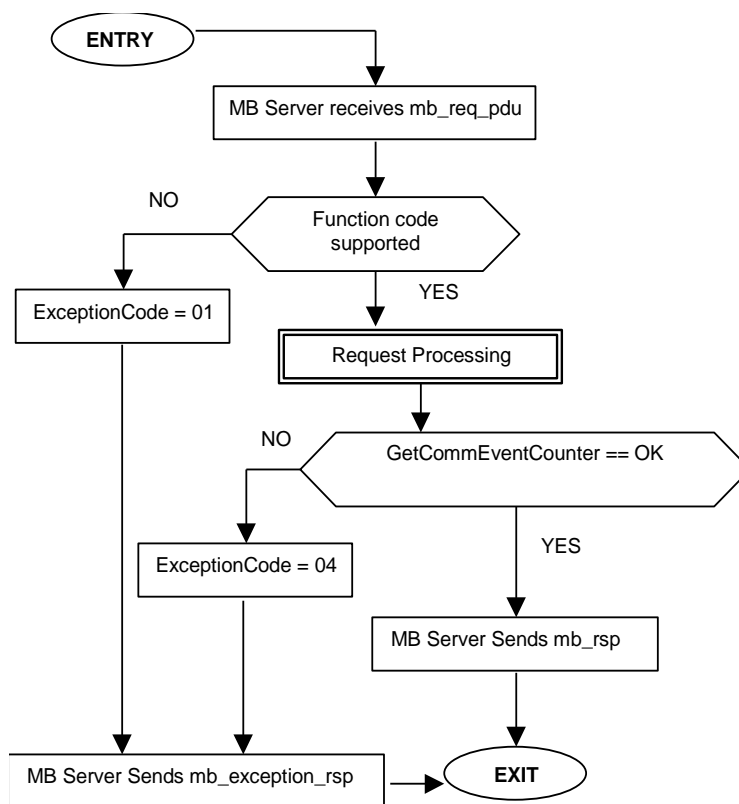 ENTRY
MB Server receives mb_req_pdu
NO
Function code
supported
YES
ExceptionCode = 01
Request Processing
NO
GetCommEventCounter == OK
YES
ExceptionCode = 04
MB Server Sends mb_rsp
MB Server Sends mb_exception_rsp
EXIT